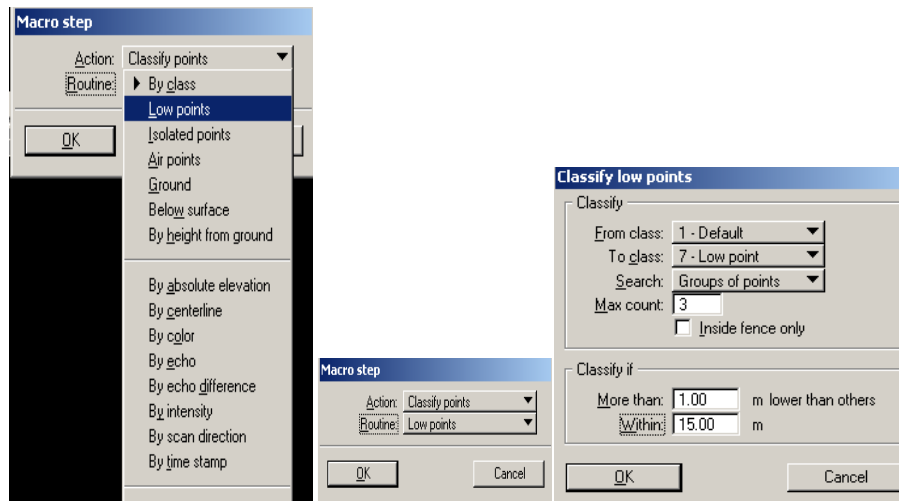 Macro step
Action: Classify points
Routine: By class
Low points
Isolated points
Air points
Ground
Below surface
By height from ground
By absolute elevation
By centerline
By color
By echo
By echo difference
By intensity
By scan direction
By time stamp
OK
Macro step
Action: Classify points
Routine: Low points
OK Cancel
Classify low points
Classify
From class: 1 - Default
To class: 7 - Low point
Search: Groups of points
Max count: 3
Inside fence only
Classify if
More than: 1.00 m lower than others
Within: 15.00 m
OK Cancel